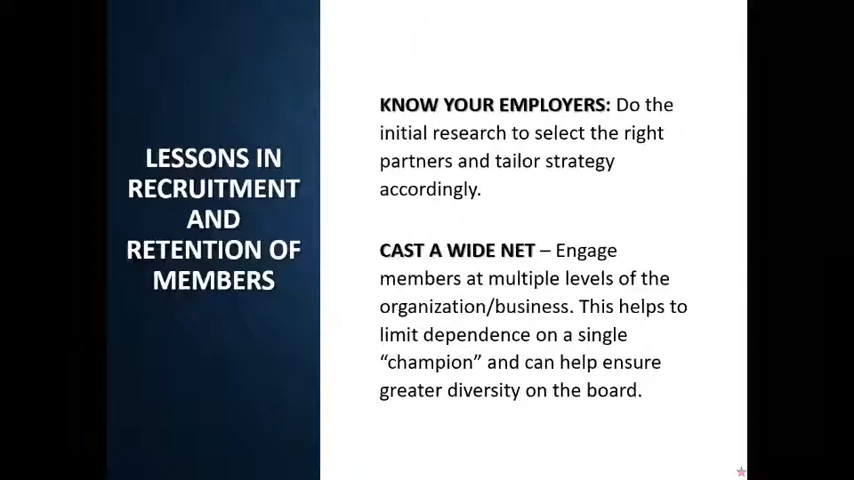 LESSONS IN
RECRUITMENT
AND
RETENTION OF
MEMBERS
KNOW YOUR EMPLOYERS: Do the
initial research to select the right
partners and tailor strategy
accordingly.
CAST A WIDE NET – Engage
members at multiple levels of the
organization/business. This helps to
limit dependence on a single
“champion” and can help ensure
greater diversity on the board.